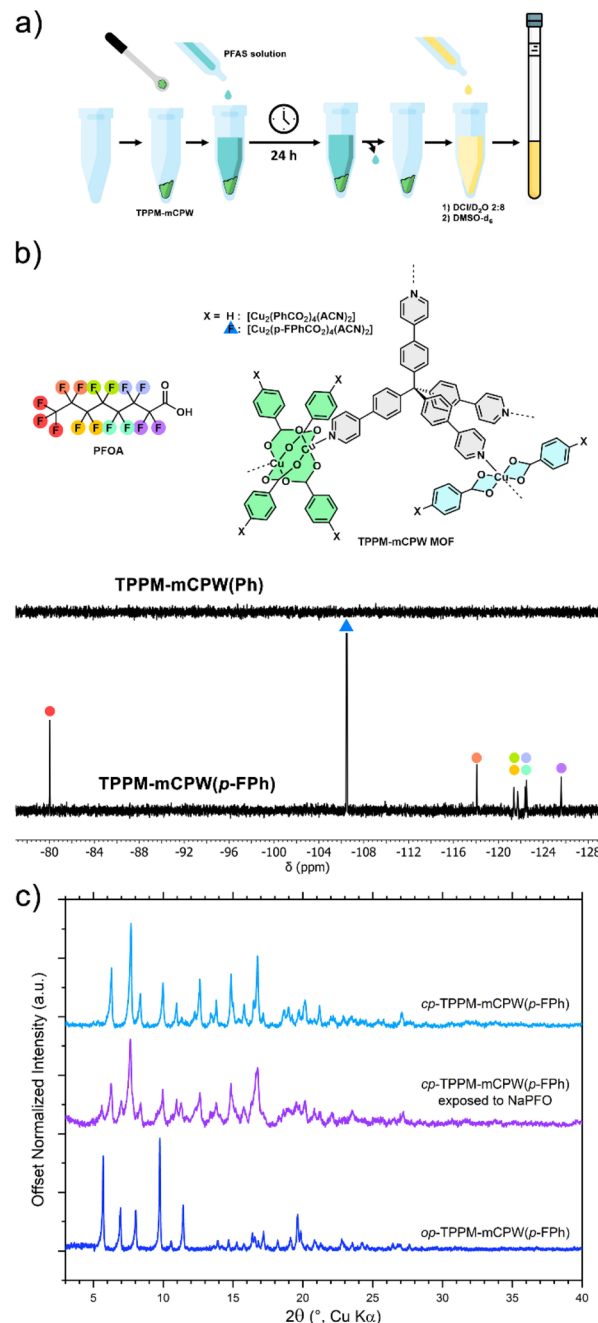 a)
PFAS solution
24 h
TPPM-mCPW
1) DCl/D₂O 2:8
2) DMSO-d₆
b)
X = H : [Cu₂(PhCO₂)₄(ACN)₂]
F : [Cu₂(p-FPhCO₂)₄(ACN)₂]
N
X
X
X
F F F F F F
F
F
F
F F F F F F
O
OH
PFOA
O
O
O
Cu
N
N
N
O
O
Cu
O
O
X
X
X
X
TPPM-mCPW MOF
TPPM-mCPW(Ph)
TPPM-mCPW(p-FPh)
-80 -84 -88 -92 -96 -100 -104 -108 -112 -116 -120 -124 -128
δ (ppm)
c)
Offset Normalized Intensity (a.u.)
cp-TPPM-mCPW(p-FPh)
cp-TPPM-mCPW(p-FPh)
exposed to NaPFO
op-TPPM-mCPW(p-FPh)
5 10 15 20 25 30 35 40
2θ (°, Cu Kα)